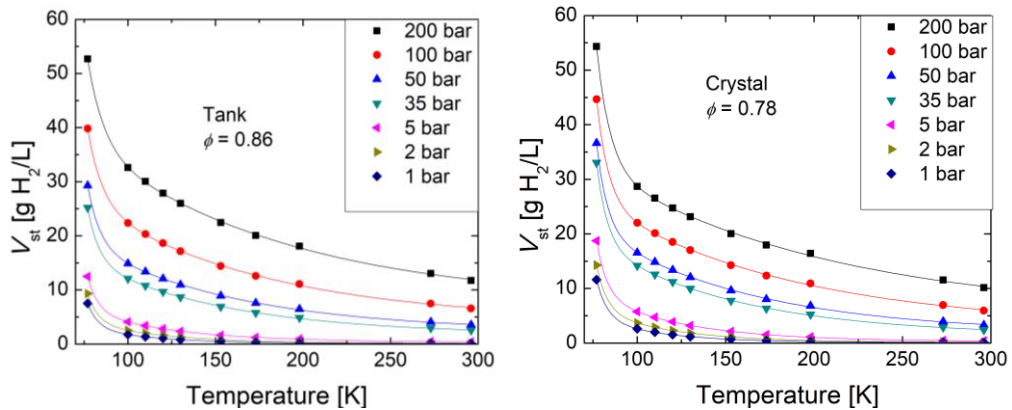 60
50
40
30
20
10
0
V_st [g H₂/L]
100 150 200 250 300
Temperature [K]
Tank
ϕ = 0.86
200 bar
100 bar
50 bar
35 bar
5 bar
2 bar
1 bar
60
50
40
30
20
10
0
V_st [g H₂/L]
100 150 200 250 300
Temperature [K]
Crystal
ϕ = 0.78
200 bar
100 bar
50 bar
35 bar
5 bar
2 bar
1 bar